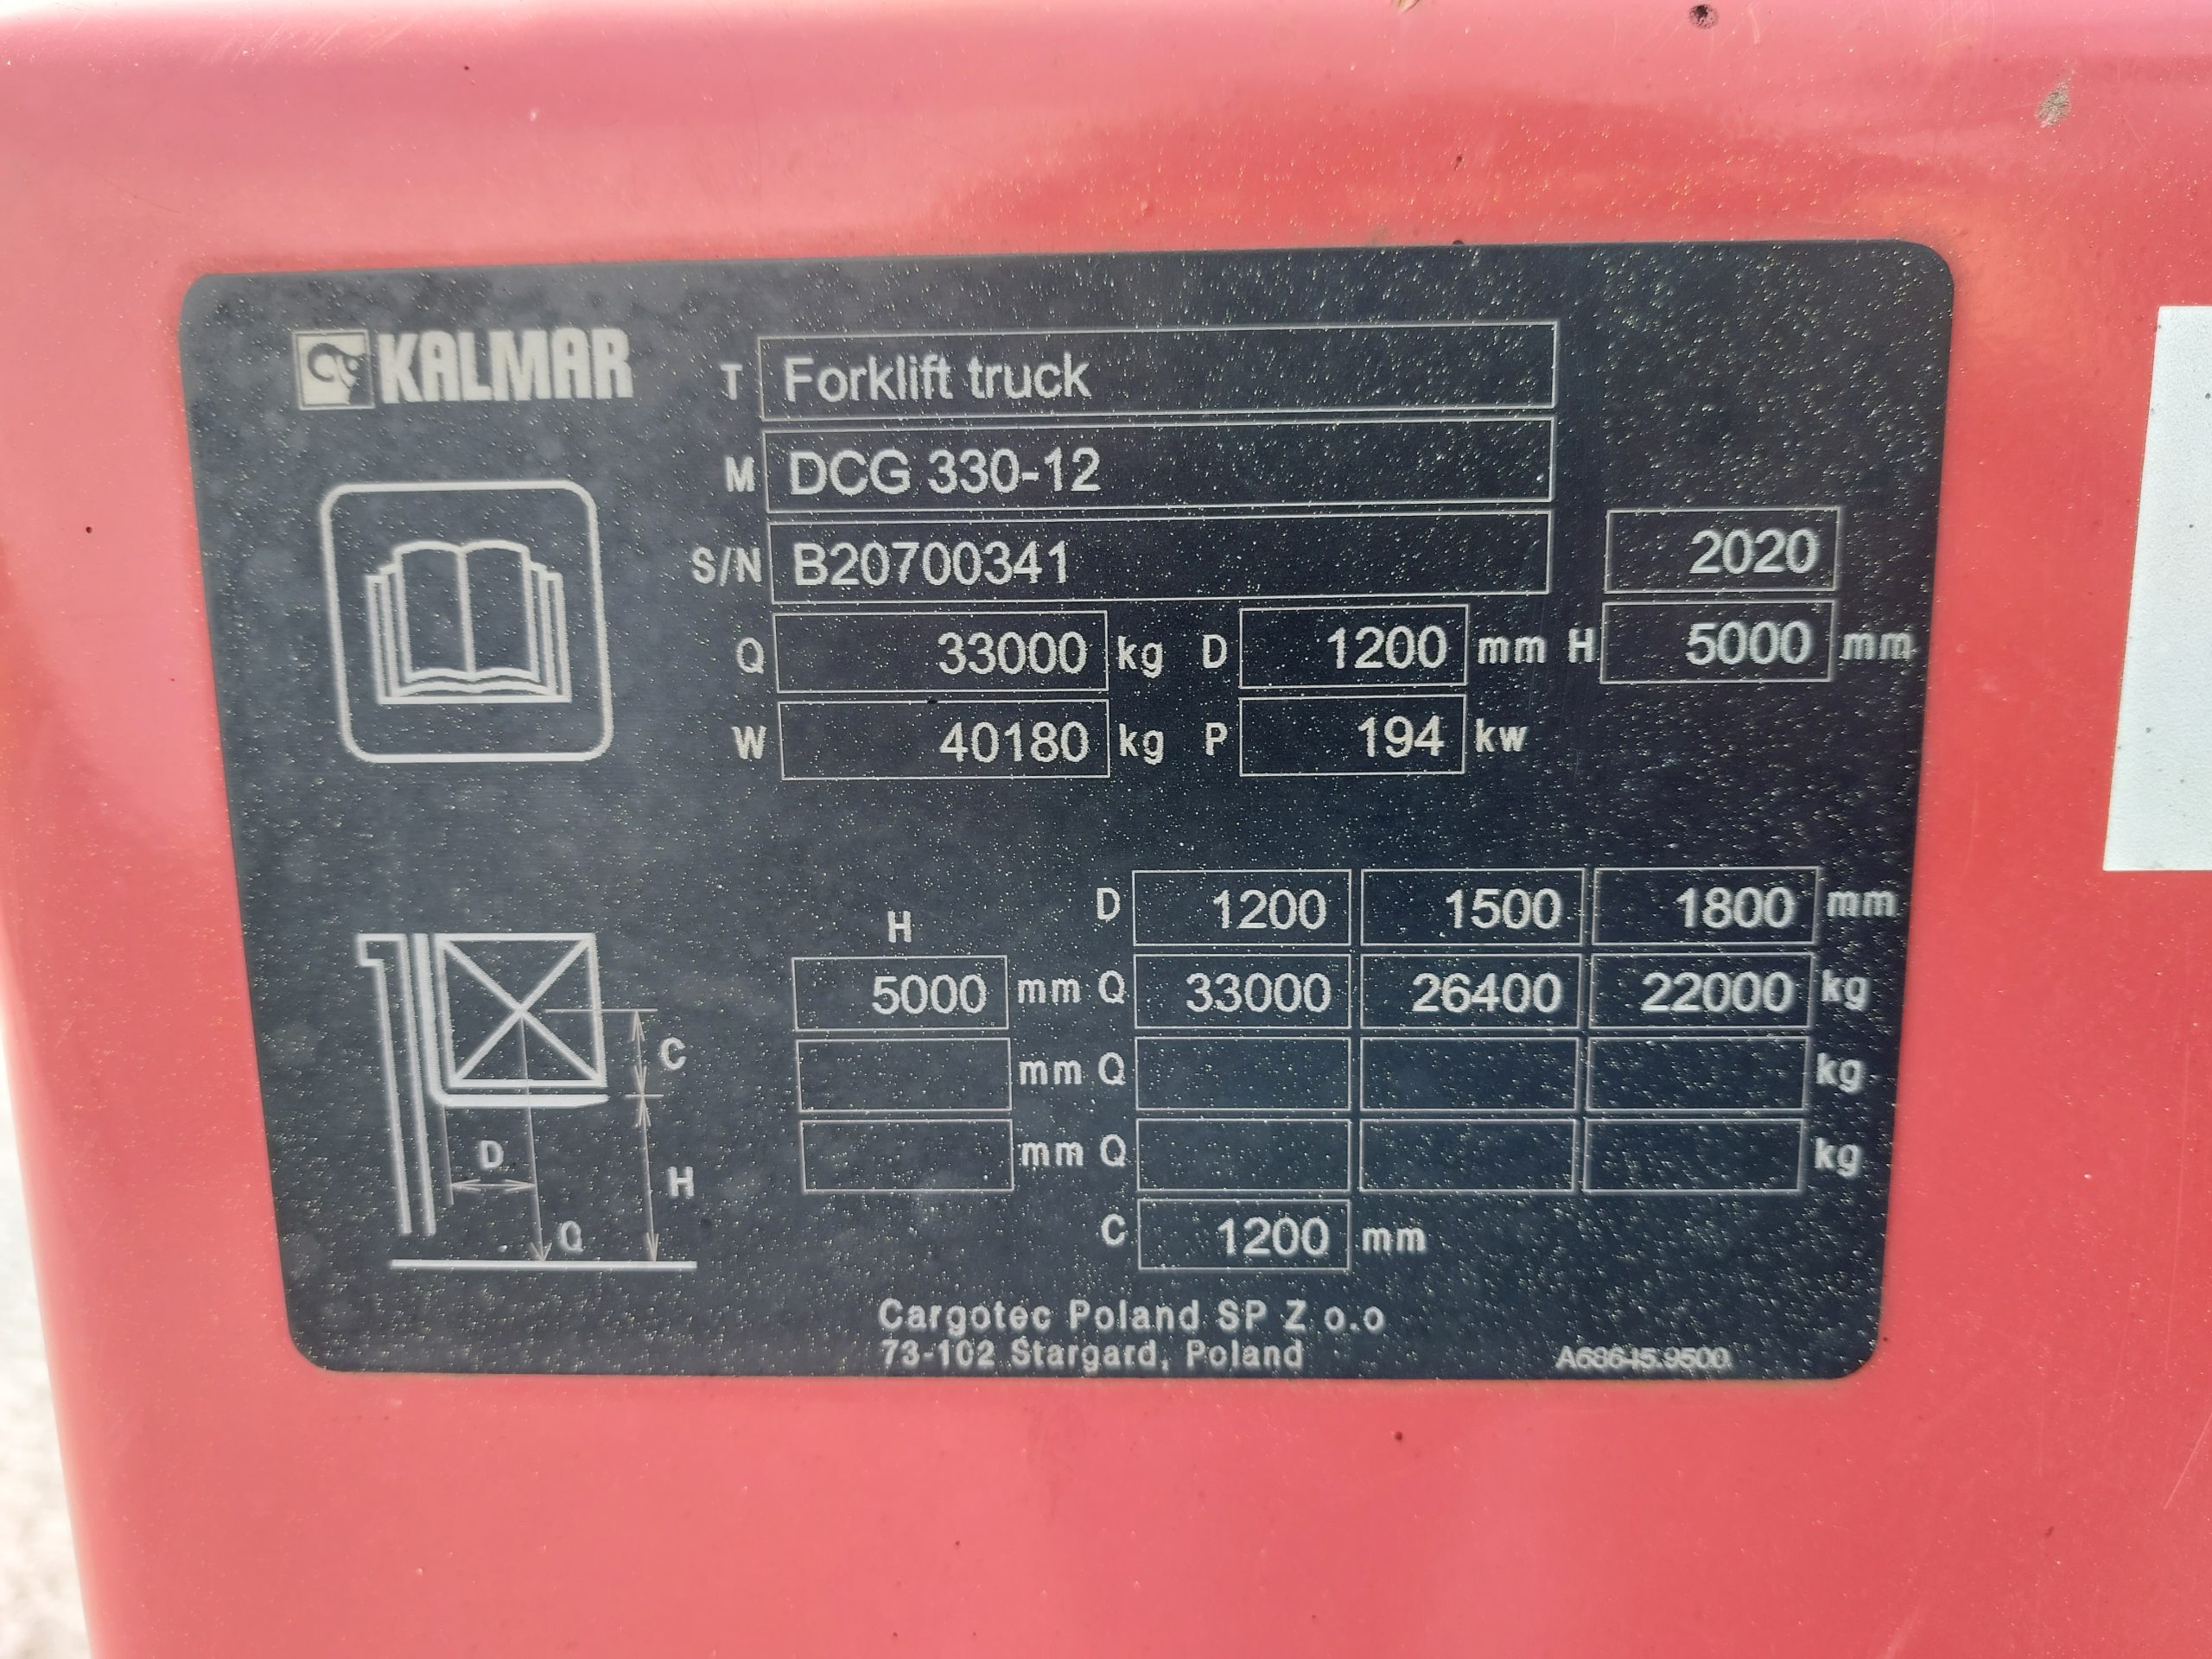 KALMAR
T Forklift truck
M DCG 330-12
S/N B20700341 2020
Q 33000 kg D 1200 mm H 5000 mm
W 40180 kg P 194 kw
H D 1200 1500 1800 mm
5000 mm Q 33000 26400 22000 kg
mm Q kg
mm Q kg
C 1200 mm
C
D
H
Q
Cargotec Poland SP Z o.o
73-102 Stargard, Poland